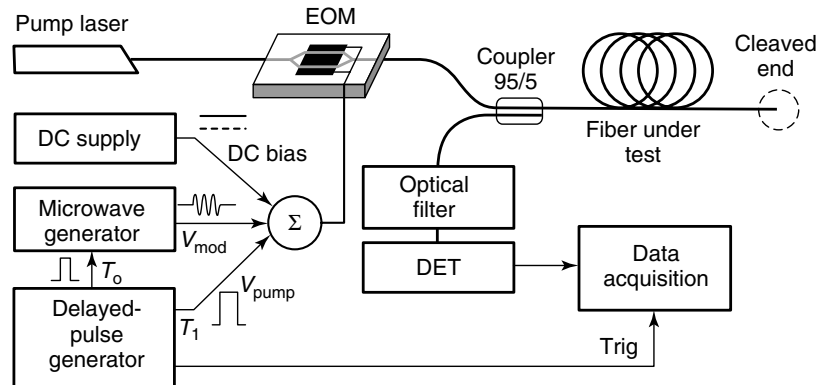 Pump laser
EOM
Coupler
95/5
Cleaved
end
Fiber under
test
DC supply
DC bias
Optical
filter
Microwave
generator
Σ
V_mod
DET
Data
acquisition
T_o
V_pump
Delayed-
pulse
generator
T_1
Trig